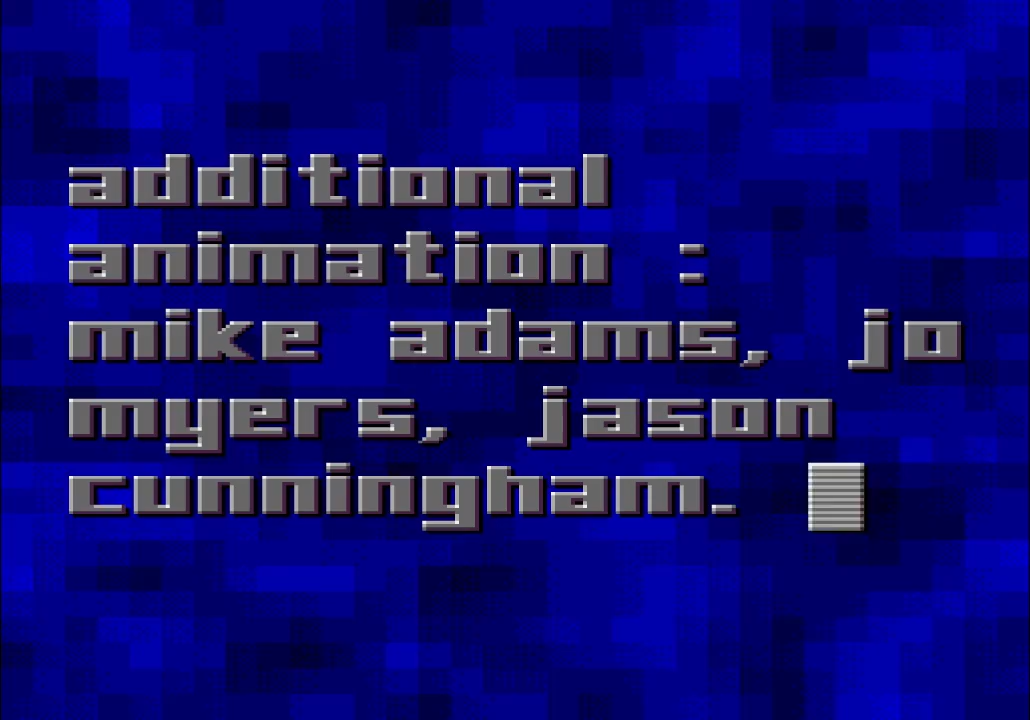 additional
animation :
mike adams, jo
myers, jason
cunningham.